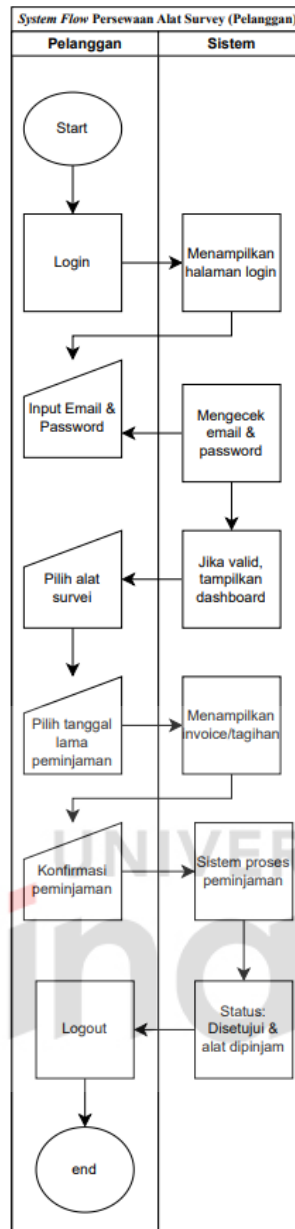 System Flow Persewaan Alat Survey (Pelanggan)
Pelanggan
Sistem
Start
Login
Menampilkan
halaman login
Input Email &
Password
Mengecek
email &
password
Jika valid,
tampilkan
dashboard
Pilih alat
survei
Pilih tanggal
lama
peminjaman
Menampilkan
invoice/tagihan
UNIVER
Konfirmasi
peminjaman
Sistem proses
peminjaman
Logout
Status:
Disetujui &
alat dipinjam
end